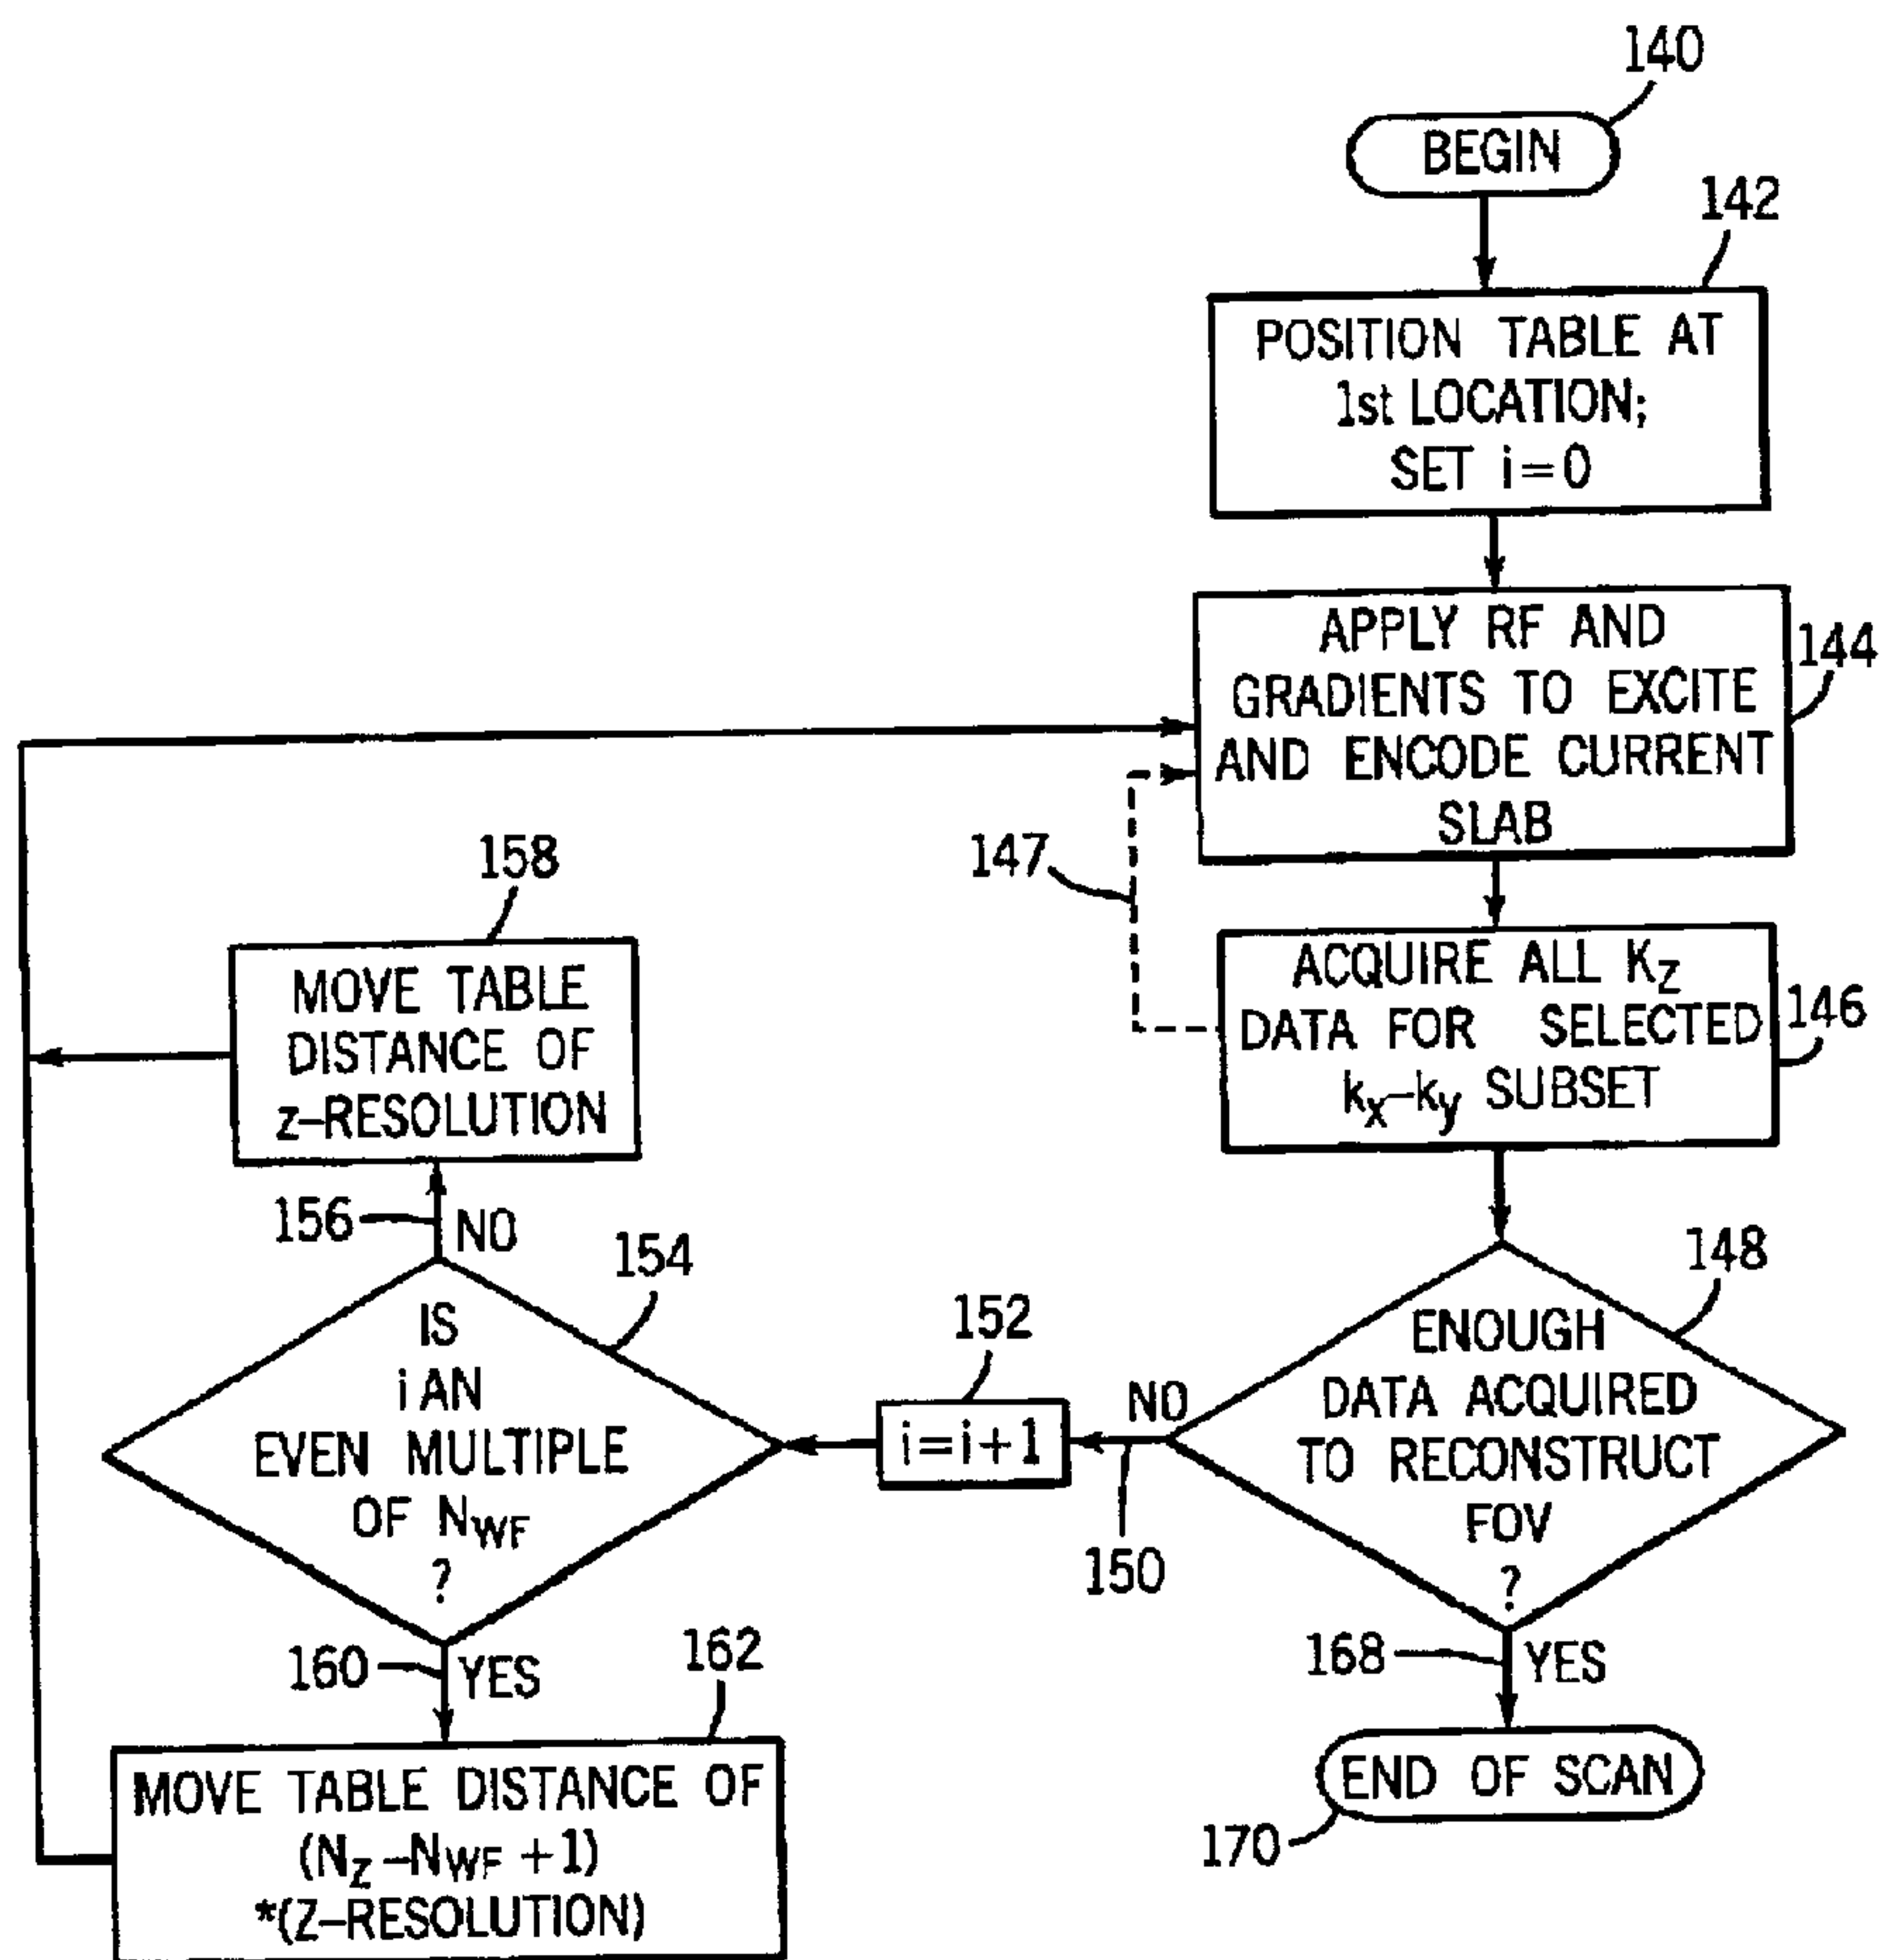 140
BEGIN
142
POSITION TABLE AT
1st LOCATION;
SET i=0
APPLY RF AND
GRADIENTS TO EXCITE
AND ENCODE CURRENT
SLAB
144
147
ACQUIRE ALL Kz
DATA FOR SELECTED
kx-ky SUBSET
146
148
ENOUGH
DATA ACQUIRED
TO RECONSTRUCT
FOV
?
NO
150
152
i=i+1
154
IS
i AN
EVEN MULTIPLE
OF NWF
?
156
NO
158
MOVE TABLE
DISTANCE OF
z-RESOLUTION
160
YES
162
MOVE TABLE DISTANCE OF
(Nz-NWF+1)
*(Z-RESOLUTION)
168
YES
END OF SCAN
170